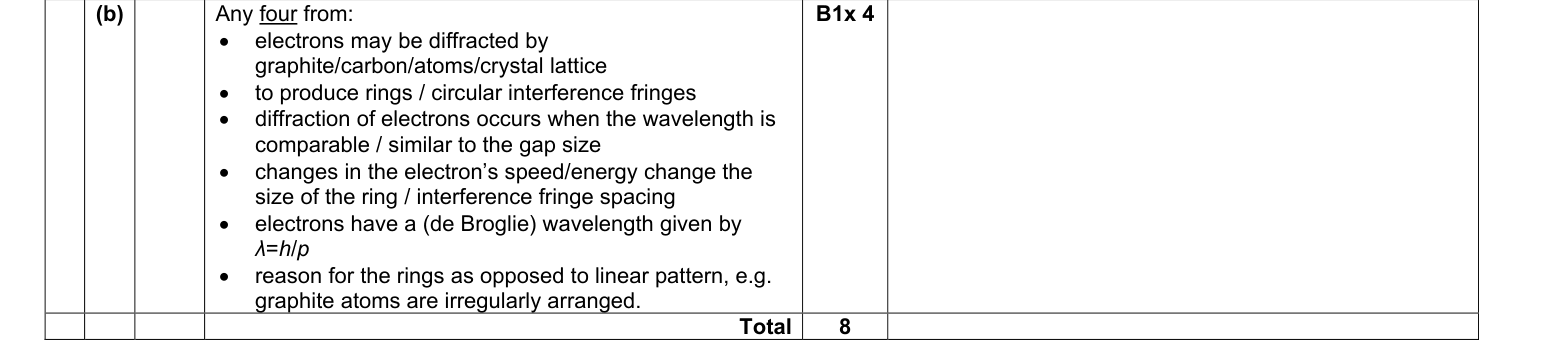 (b) Any four from: B1x 4
• electrons may be diffracted by
graphite/carbon/atoms/crystal lattice
• to produce rings / circular interference fringes
• diffraction of electrons occurs when the wavelength is
comparable / similar to the gap size
• changes in the electron’s speed/energy change the
size of the ring / interference fringe spacing
• electrons have a (de Broglie) wavelength given by
λ=h/p
• reason for the rings as opposed to linear pattern, e.g.
graphite atoms are irregularly arranged.
Total 8